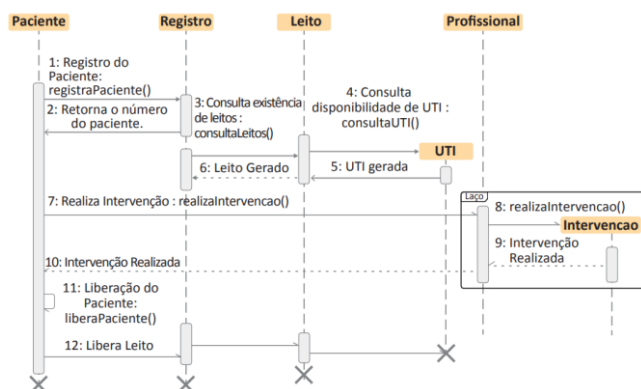 Paciente
Registro
Leito
Profissional
1: Registro do
Paciente:
registraPaciente()
2: Retorna o número
do paciente.
3: Consulta existência
de leitos :
consultaLeitos()
4: Consulta
disponibilidade de UTI :
consultaUTI()
UTI
6: Leito Gerado
5: UTI gerada
7: Realiza Intervenção : realizaIntervencao()
Laço
8: realizaIntervencao()
Intervencao
9: Intervenção
Realizada
10: Intervenção Realizada
11: Liberação do
Paciente:
liberaPaciente()
12: Libera Leito